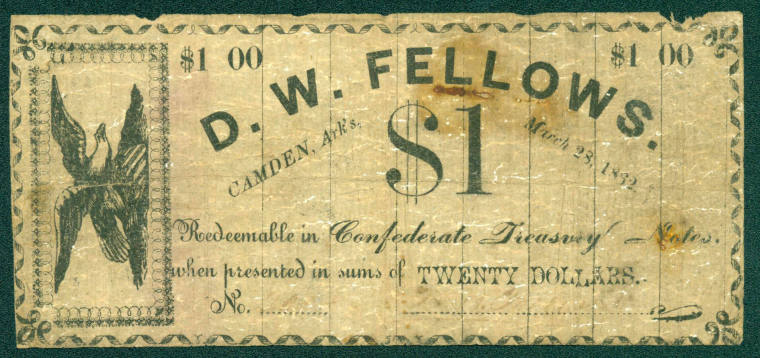 $1 00 $1 00
D. W. FELLOWS.
CAMDEN, Ark's, $1 March 28, 1862.
Redeemable in Confederate Treasury Notes.
when presented in sums of TWENTY DOLLARS.
No.